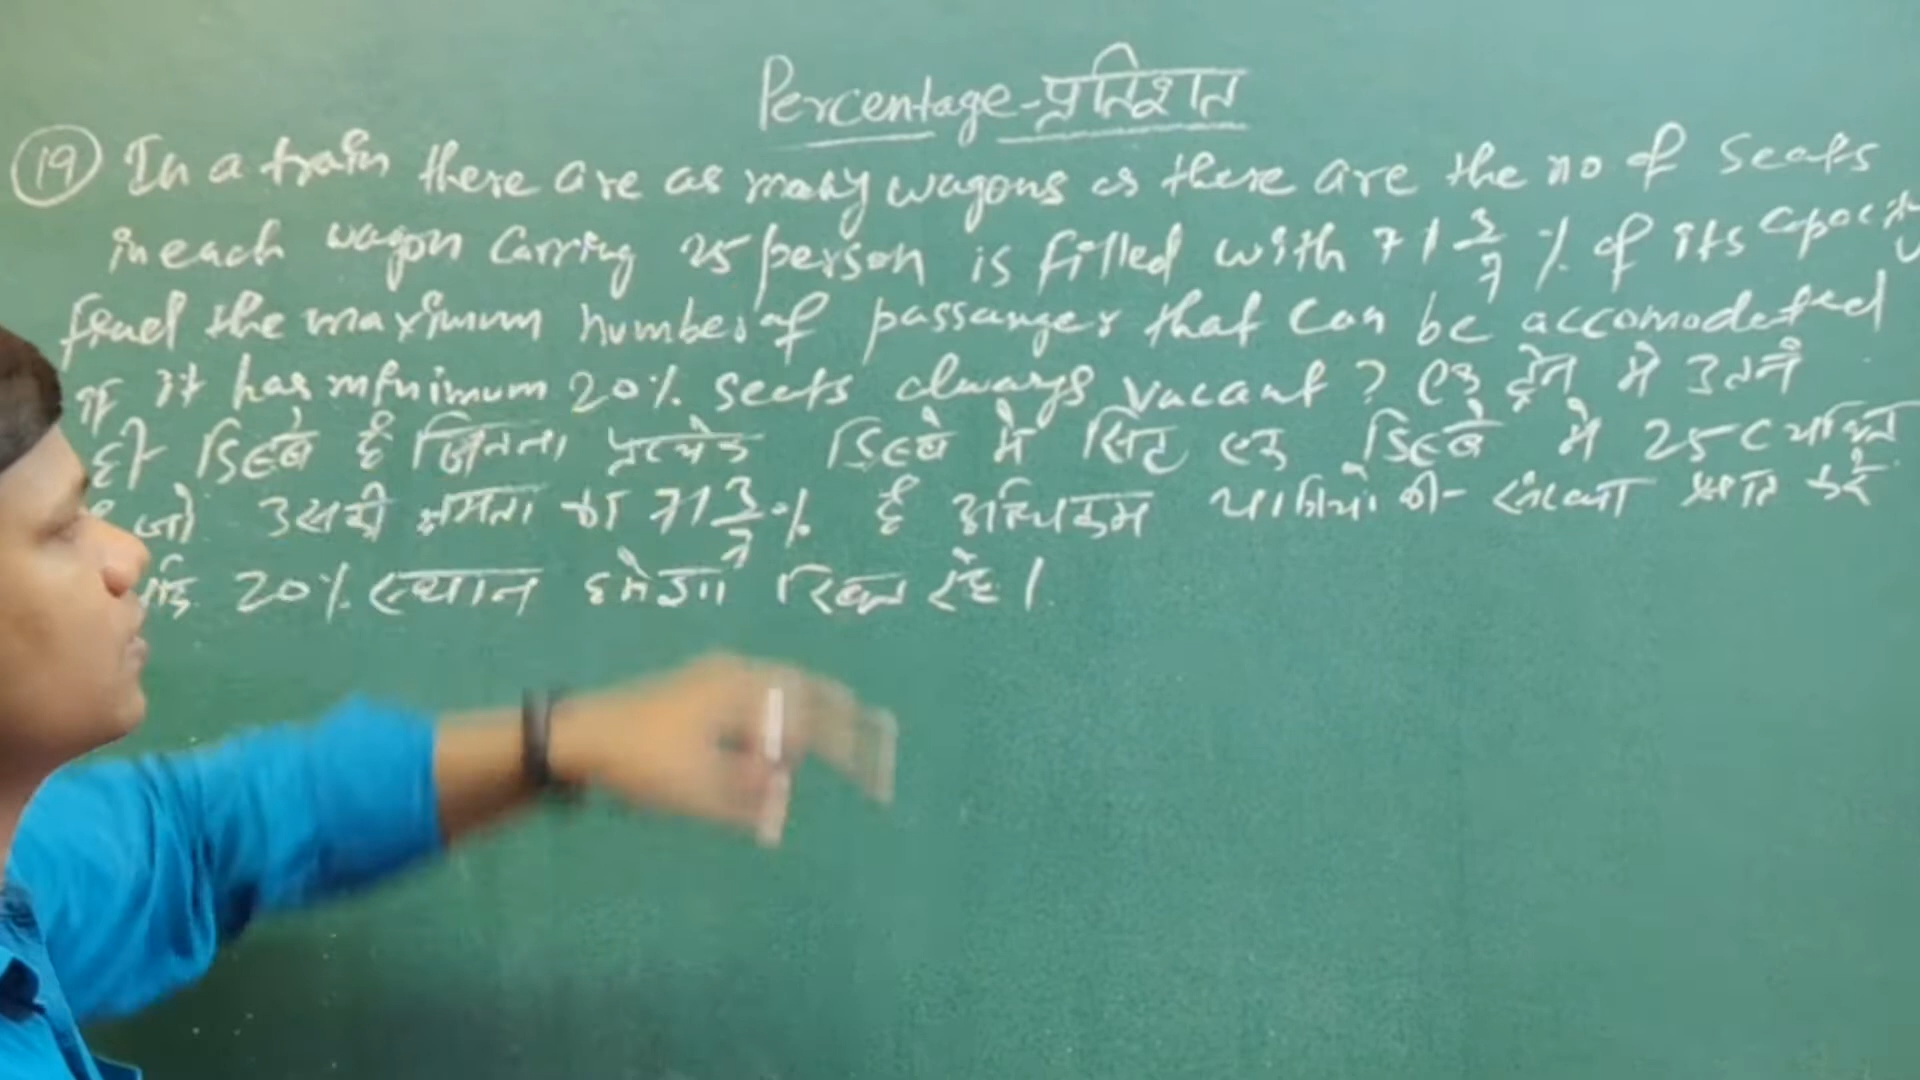 Percentage-प्रतिशत
(19) In a train there are as many wagons as there are the no of seats
in each wagon carring 25 person is filled with 71 3/7 % of its capacity
find the maximum number of passanger that can be accomodated
if it has minimum 20% seats always vacant ? एक ट्रेन मे उतने
ही डिब्बे है जितना प्रत्येक डिब्बे मे सिट एक डिब्बे मे 25 व्यक्ति
जो उसकी क्षमता का 71 3/7 % है अधिकतम यात्रियो की संख्या ज्ञात करे
20% स्थान हमेशा रिक्त रहे।